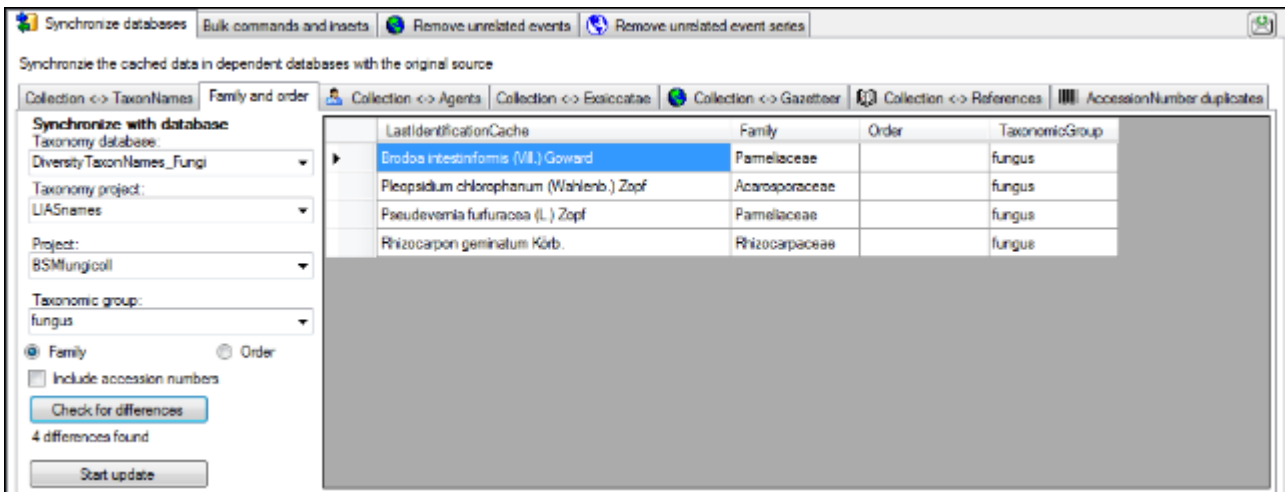 Synchronize databases Bulk commands and inserts Remove unrelated events Remove unrelated event series
Synchronzie the cached data in dependent databases with the original source
Collection <-> TaxonNames Family and order Collection <-> Agents Collection <-> Exsiccatae Collection <-> Gazetteer Collection <-> References AccessionNumber duplicates
Synchronize with database
Taxonomy database:
DiversityTaxonNames_Fungi
Taxonomy project:
LIASnames
Project:
BSMfungicoll
Taxonomic group:
fungus
Family Order
Include accession numbers
Check for differences
4 differences found
Start update
LastIdentificationCache Family Order TaxonomicGroup
Brodoa intestiniformis (Vill.) Goward Parmeliaceae fungus
Pleopsidium chlorophanum (Wahlenb.) Zopf Acarosporaceae fungus
Pseudevernia furfuracea (L.) Zopf Parmeliaceae fungus
Rhizocarpon geminatum Körb. Rhizocarpaceae fungus